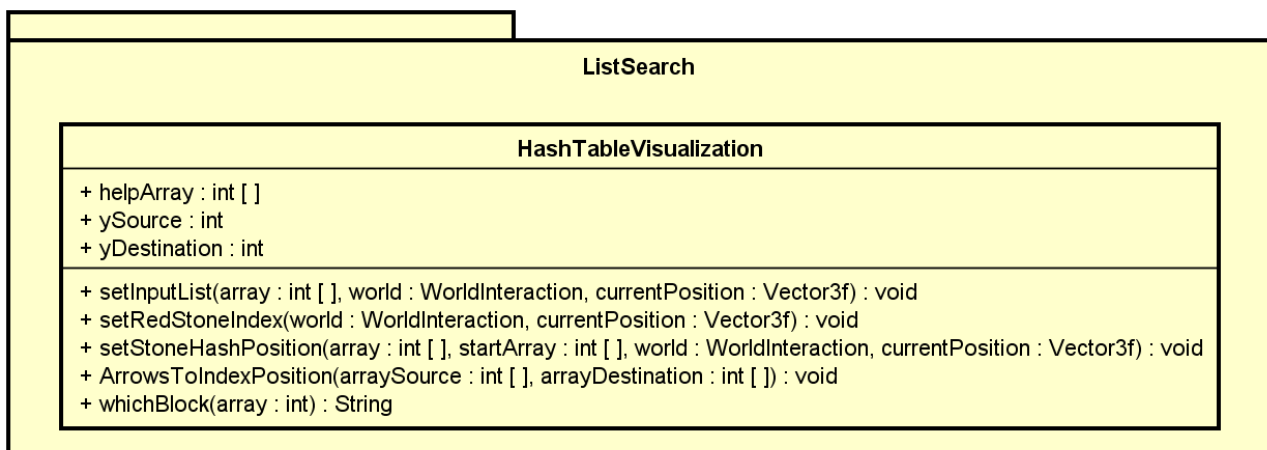 ListSearch
HashTableVisualization
+ helpArray : int [ ]
+ ySource : int
+ yDestination : int
+ setInputList(array : int [ ], world : WorldInteraction, currentPosition : Vector3f) : void
+ setRedStoneIndex(world : WorldInteraction, currentPosition : Vector3f) : void
+ setStoneHashPosition(array : int [ ], startArray : int [ ], world : WorldInteraction, currentPosition : Vector3f) : void
+ ArrowsToIndexPosition(arraySource : int [ ], arrayDestination : int [ ]) : void
+ whichBlock(array : int) : String